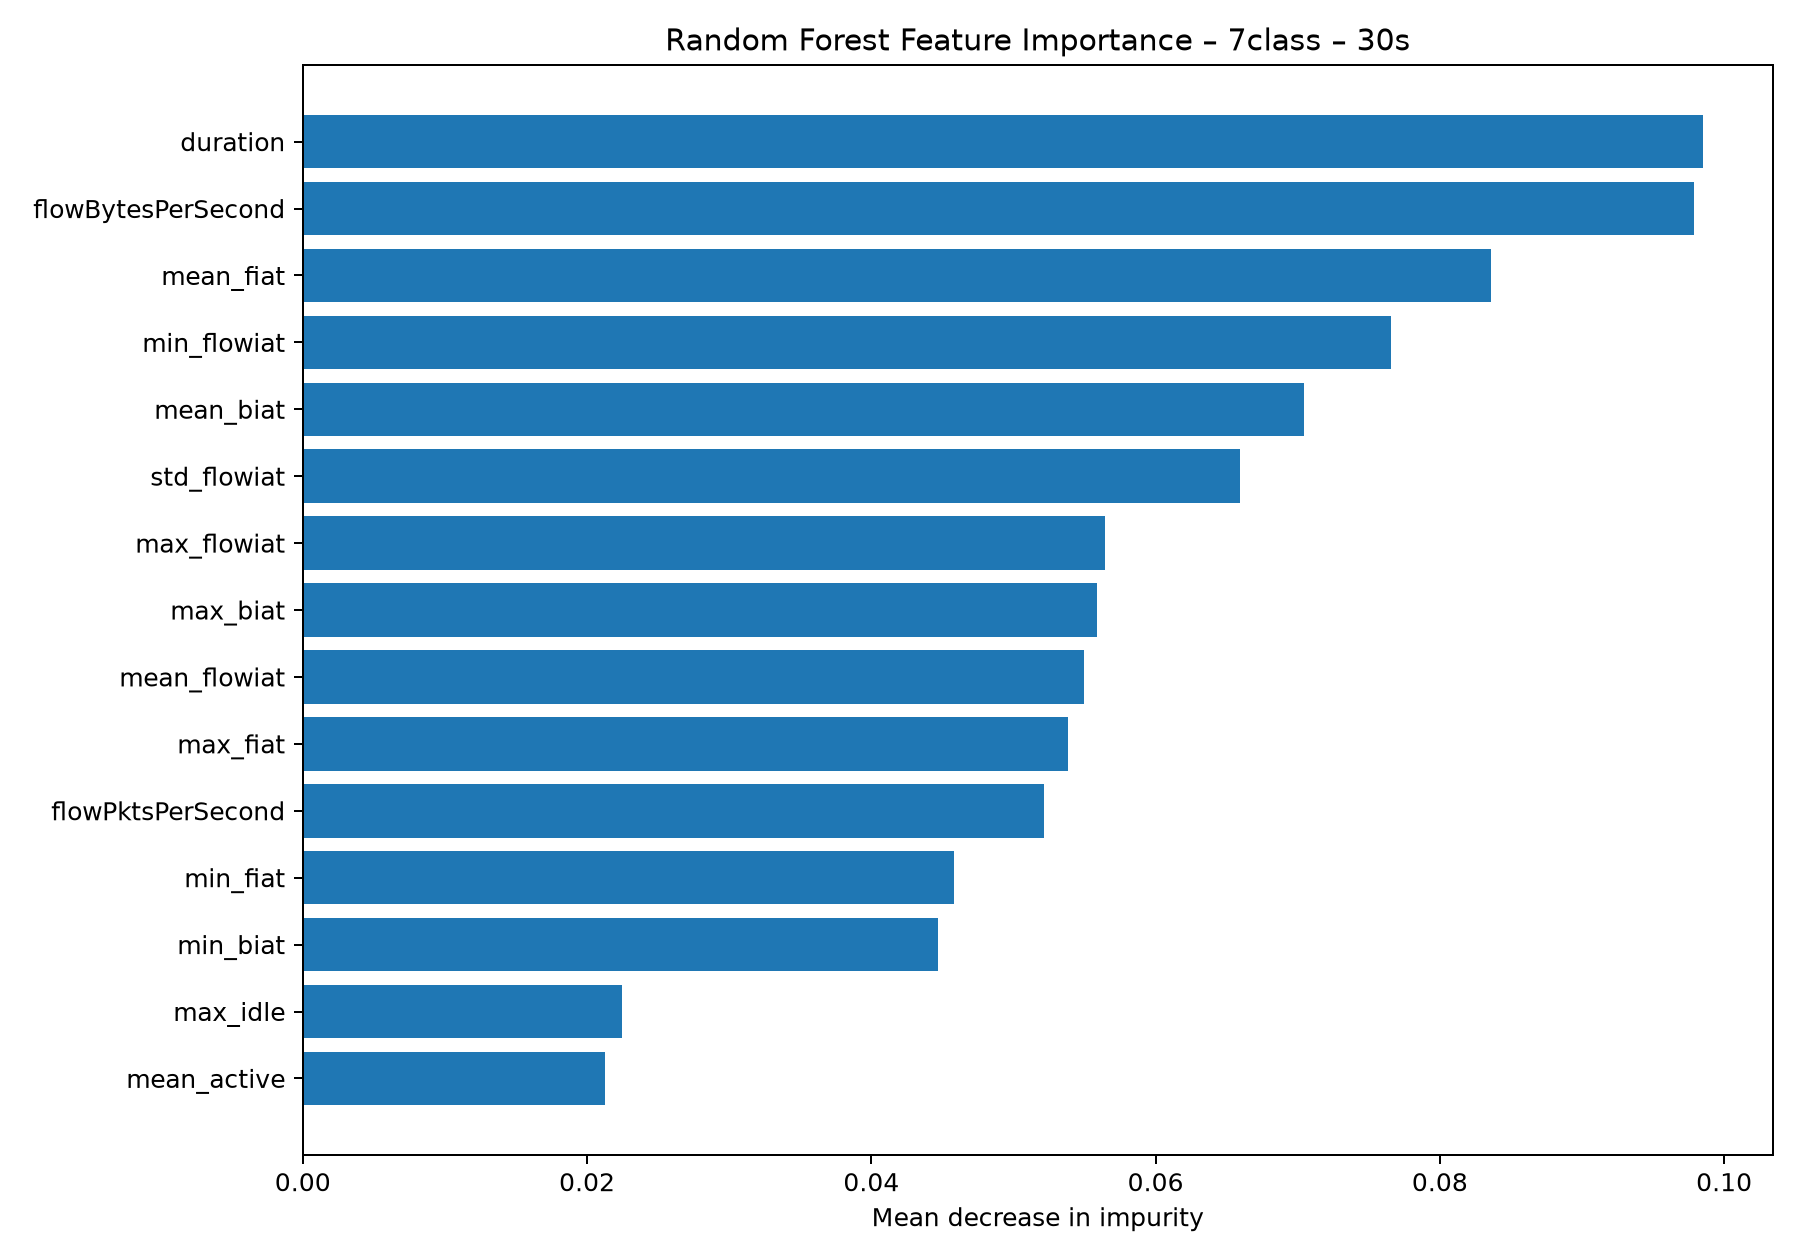 Random Forest Feature Importance – 7class – 30s
duration
flowBytesPerSecond
mean_fiat
min_flowiat
mean_biat
std_flowiat
max_flowiat
max_biat
mean_flowiat
max_fiat
flowPktsPerSecond
min_fiat
min_biat
max_idle
mean_active
0.00 0.02 0.04 0.06 0.08 0.10
Mean decrease in impurity